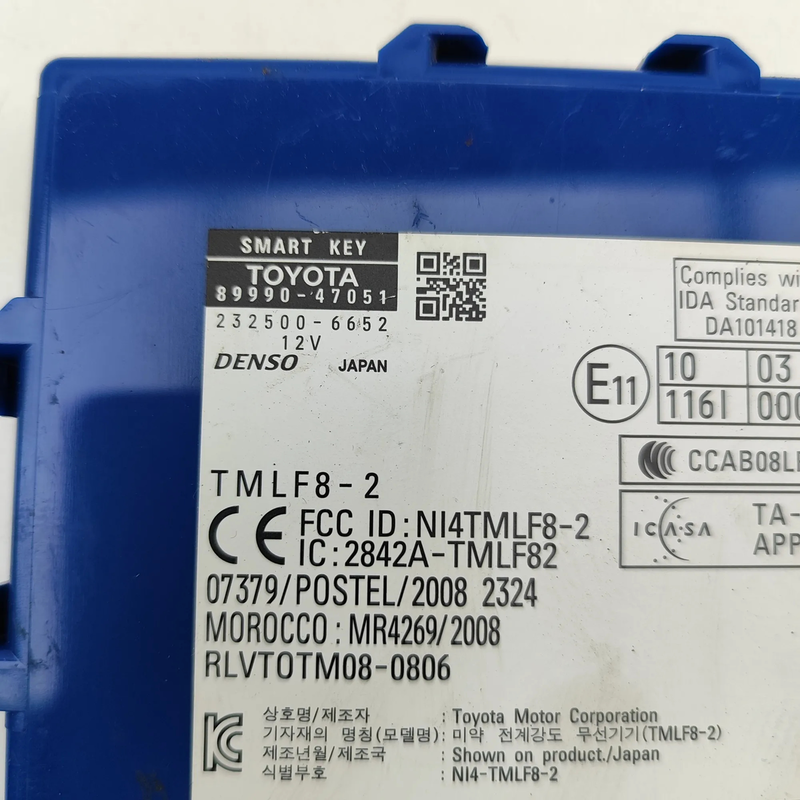 SMART KEY
TOYOTA
89990-47051
232500-6652
12V
DENSO JAPAN
Complies
IDA
DA101418
E11
10 03
116I
CCAB08
ICASA
TA-
TMLF8-2
CE FCC ID: NI4TMLF8-2
IC: 2842A-TMLF82
07379/POSTEL/2008 2324
MOROCCO: MR4269/2008
RLVTOTM08-0806
상호명/제조자 : Toyota Motor Corporation
기자재의 명칭(모델명): 미약 전계강도 무선기기(TMLF8-2)
제조년월/제조국 : Shown on product./Japan
식별부호 : NI4-TMLF8-2